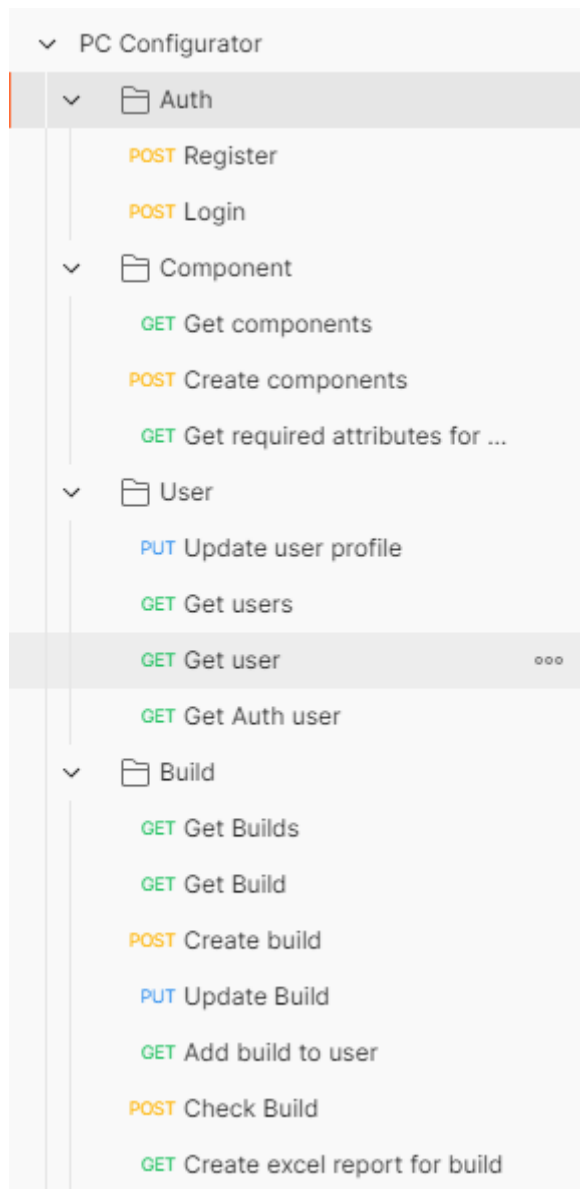 PC Configurator
Auth
POST Register
POST Login
Component
GET Get components
POST Create components
GET Get required attributes for ...
User
PUT Update user profile
GET Get users
GET Get user
GET Get Auth user
Build
GET Get Builds
GET Get Build
POST Create build
PUT Update Build
GET Add build to user
POST Check Build
GET Create excel report for build